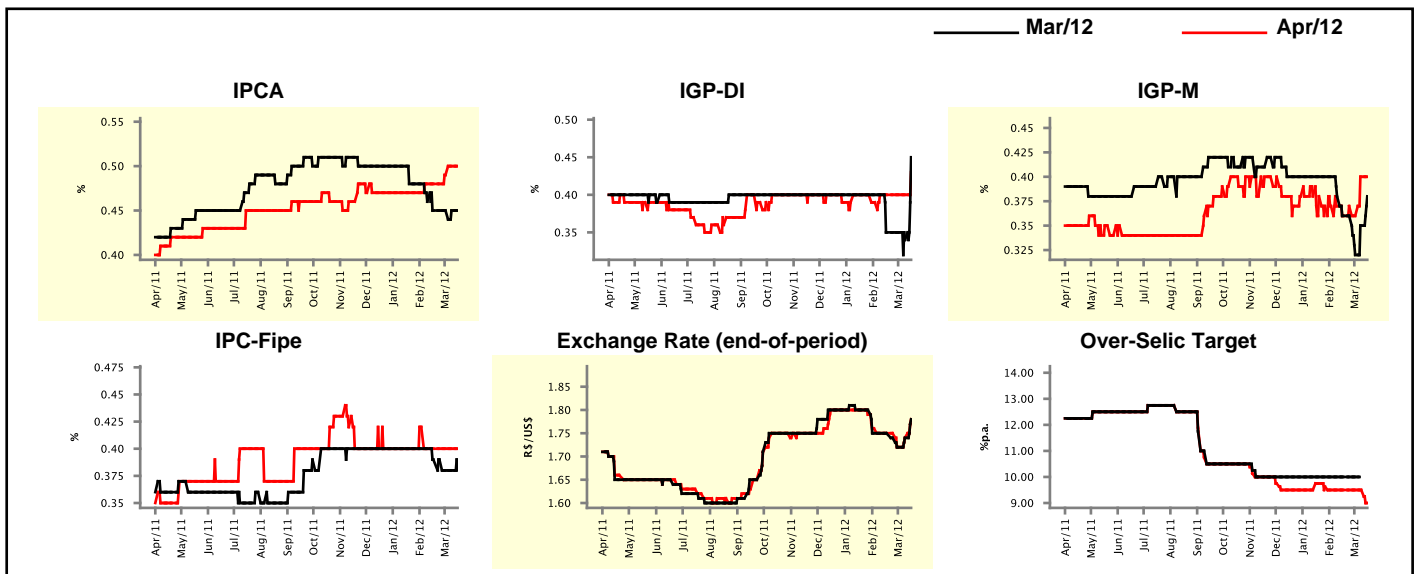 Mar/12 Apr/12
IPCA
0.55
0.50
0.45
0.40
%
Apr/11 May/11 Jun/11 Jul/11 Aug/11 Sep/11 Oct/11 Nov/11 Dec/11 Jan/12 Feb/12 Mar/12
IGP-DI
0.50
0.45
0.40
0.35
%
Apr/11 May/11 Jun/11 Jul/11 Aug/11 Sep/11 Oct/11 Nov/11 Dec/11 Jan/12 Feb/12 Mar/12
IGP-M
0.45
0.425
0.40
0.375
0.35
0.325
%
Apr/11 May/11 Jun/11 Jul/11 Aug/11 Sep/11 Oct/11 Nov/11 Dec/11 Jan/12 Feb/12 Mar/12
IPC-Fipe
0.475
0.45
0.425
0.40
0.375
0.35
%
Apr/11 May/11 Jun/11 Jul/11 Aug/11 Sep/11 Oct/11 Nov/11 Dec/11 Jan/12 Feb/12 Mar/12
Exchange Rate (end-of-period)
1.85
1.80
1.75
1.70
1.65
1.60
R$/US$
Apr/11 May/11 Jun/11 Jul/11 Aug/11 Sep/11 Oct/11 Nov/11 Dec/11 Jan/12 Feb/12 Mar/12
Over-Selic Target
14.00
13.00
12.00
11.00
10.00
9.00
%p.a.
Apr/11 May/11 Jun/11 Jul/11 Aug/11 Sep/11 Oct/11 Nov/11 Dec/11 Jan/12 Feb/12 Mar/12